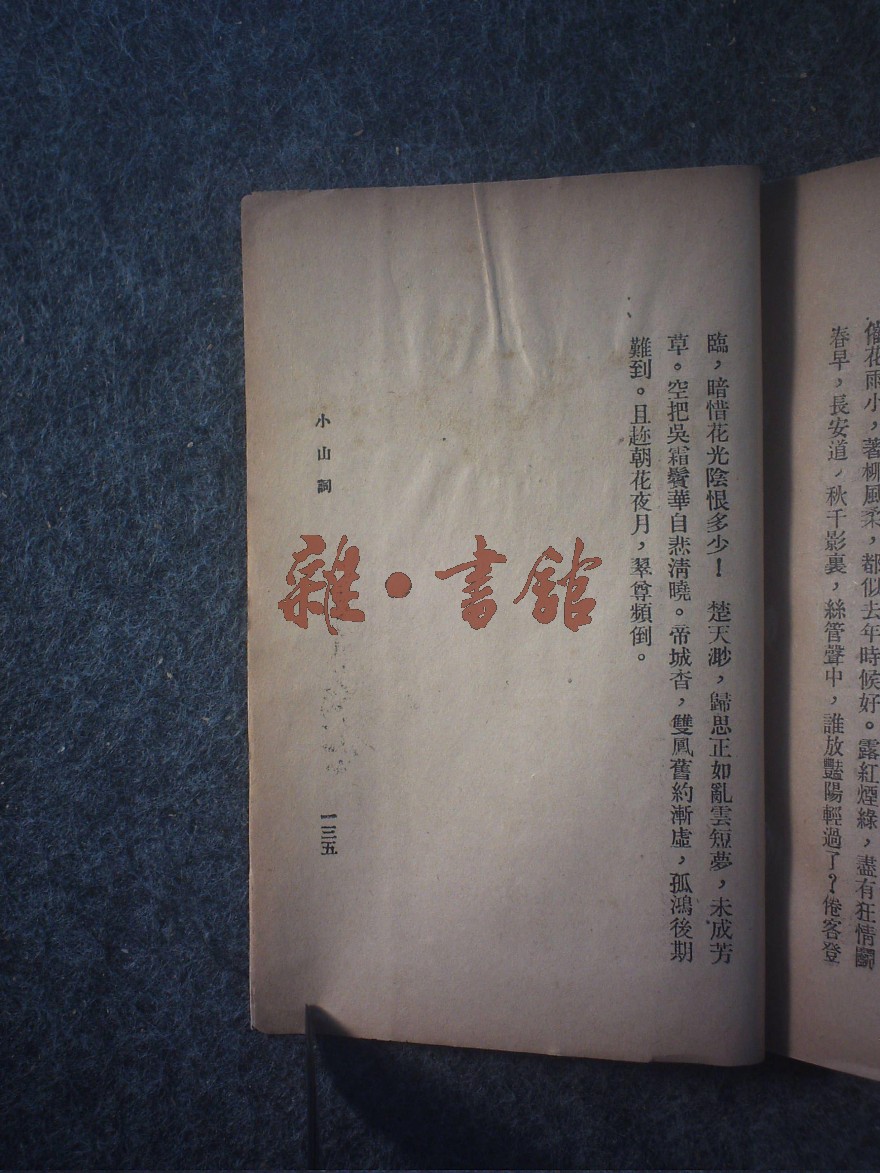 催花雨小，著柳風柔，都似去年時候好。露紅煙綠，盡有狂情鬭
春早，長安道，秋千影裏，絲管聲中，誰放豔陽輕過了？倦客登
臨，暗惜花光陰恨多少！　楚天渺，歸思正如亂雲短夢，未成芳
草。空把吳霜鬢華自悲淸曉。帝城杳，雙鳳舊約漸虛，孤鴻後期
難到。且趂朝花夜月，翠尊頻倒。
小山詞
一三五
雜·書館